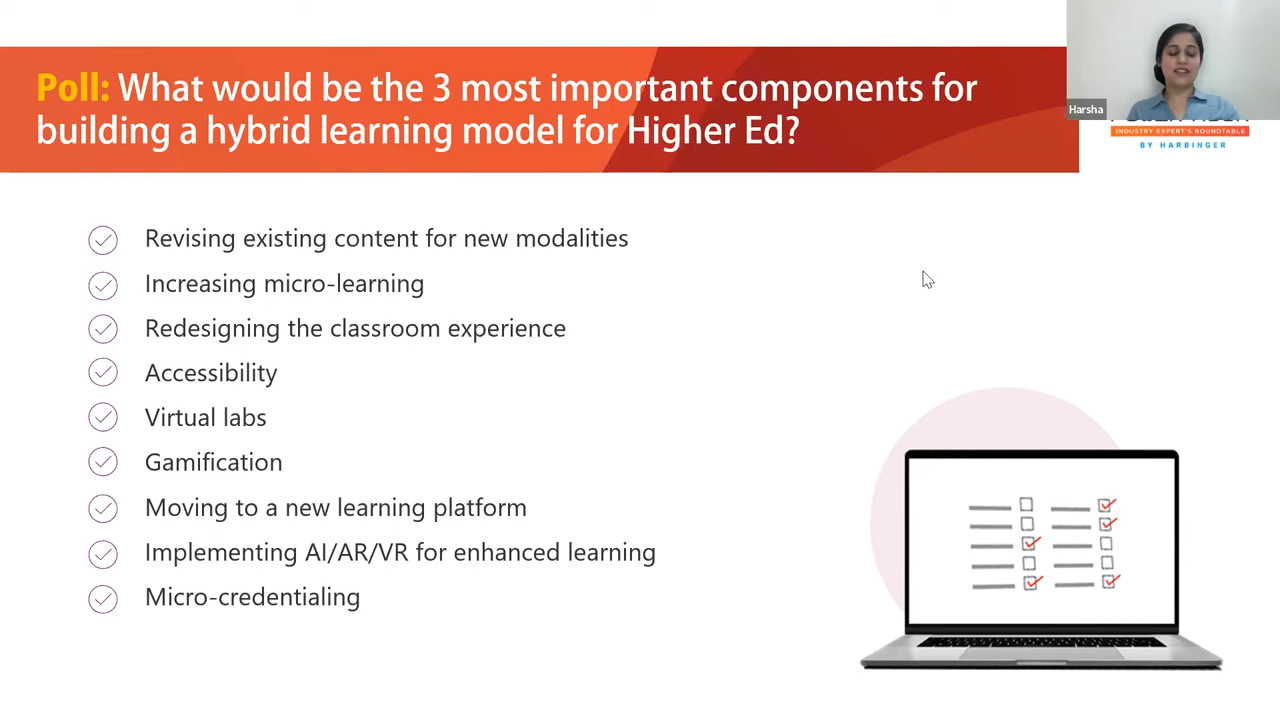 Poll: What would be the 3 most important components for
building a hybrid learning model for Higher Ed?
Harsha
INDUSTRY EXPERT'S ROUNDTABLE
BY HARBINGER
Revising existing content for new modalities
Increasing micro-learning
Redesigning the classroom experience
Accessibility
Virtual labs
Gamification
Moving to a new learning platform
Implementing AI/AR/VR for enhanced learning
Micro-credentialing